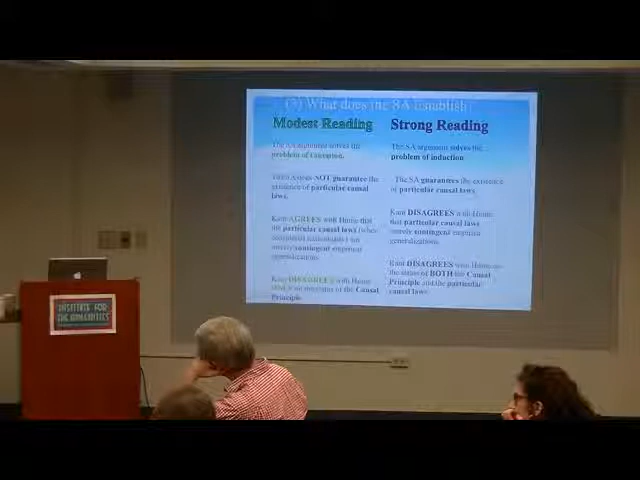 (?) What does the SA Establish?
Modest Reading
The SA argument solves the
problem of
NOT guarantee the
existence of particular causal
laws.
Kant AGREES with Hume that
the particular causal laws (when
merely contingent empirical
generalizations.
Kant DISAGREES with Hume
the Causal
Principle
Strong Reading
The SA argument solves the
problem of induction
The SA guarantees the existence
of particular causal laws
Kant DISAGREES with Hume
that particular causal laws
merely contingent empirical
generalizations.
Kant DISAGREES with Hume on
the status of BOTH the Causal
Principle and the particular
causal laws
INSTITUTE FOR
THE HUMANITIES